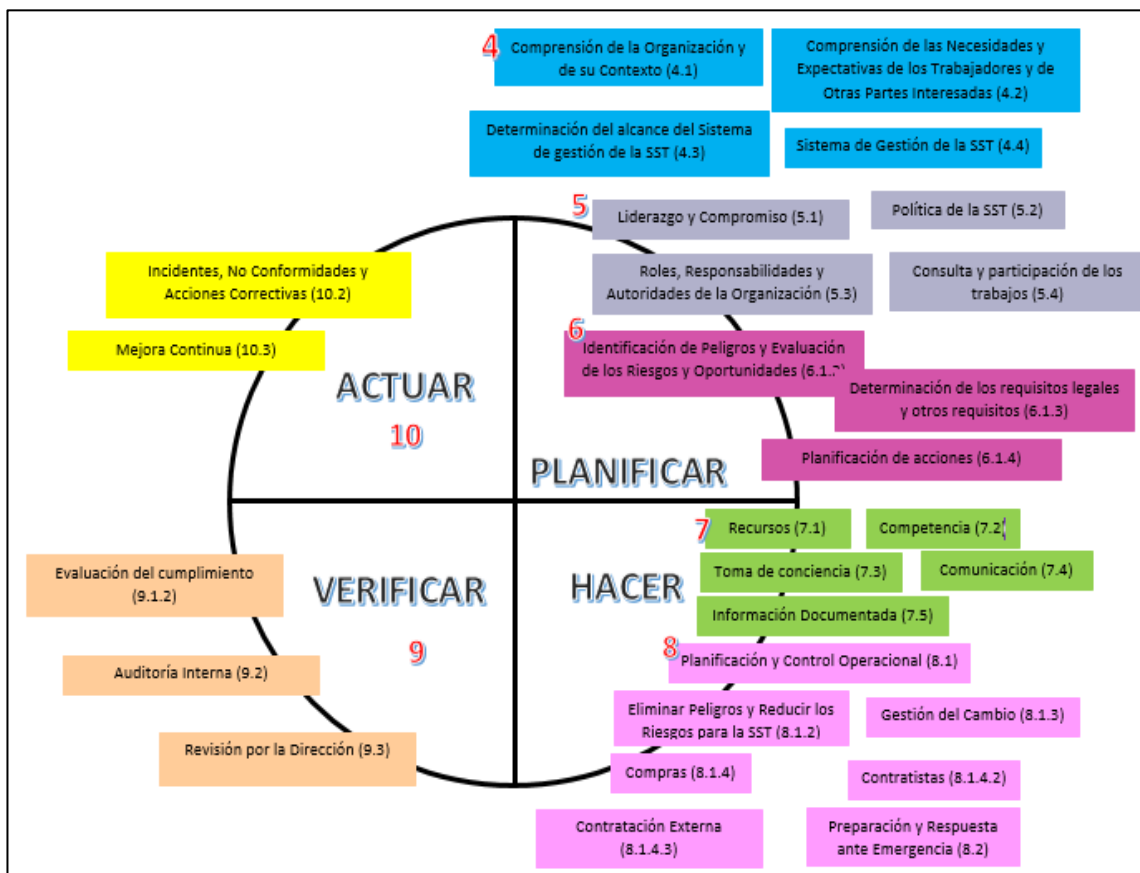 4
Comprensión de la Organización y
de su Contexto (4.1)
Comprensión de las Necesidades y
Expectativas de los Trabajadores y de
Otras Partes Interesadas (4.2)
Determinación del alcance del Sistema
de gestión de la SST (4.3)
Sistema de Gestión de la SST (4.4)
5
Liderazgo y Compromiso (5.1)
Política de la SST (5.2)
Roles, Responsabilidades y
Autoridades de la Organización (5.3)
Consulta y participación de los
trabajos (5.4)
6
Identificación de Peligros y Evaluación
de los Riesgos y Oportunidades (6.1.2)
Determinación de los requisitos legales
y otros requisitos (6.1.3)
Planificación de acciones (6.1.4)
PLANIFICAR
7
Recursos (7.1)
Competencia (7.2)
Toma de conciencia (7.3)
Comunicación (7.4)
Información Documentada (7.5)
HACER
8
Planificación y Control Operacional (8.1)
Eliminar Peligros y Reducir los
Riesgos para la SST (8.1.2)
Gestión del Cambio (8.1.3)
Compras (8.1.4)
Contratistas (8.1.4.2)
Contratación Externa
(8.1.4.3)
Preparación y Respuesta
ante Emergencia (8.2)
VERIFICAR
9
Evaluación del cumplimiento
(9.1.2)
Auditoría Interna (9.2)
Revisión por la Dirección (9.3)
ACTUAR
10
Incidentes, No Conformidades y
Acciones Correctivas (10.2)
Mejora Continua (10.3)